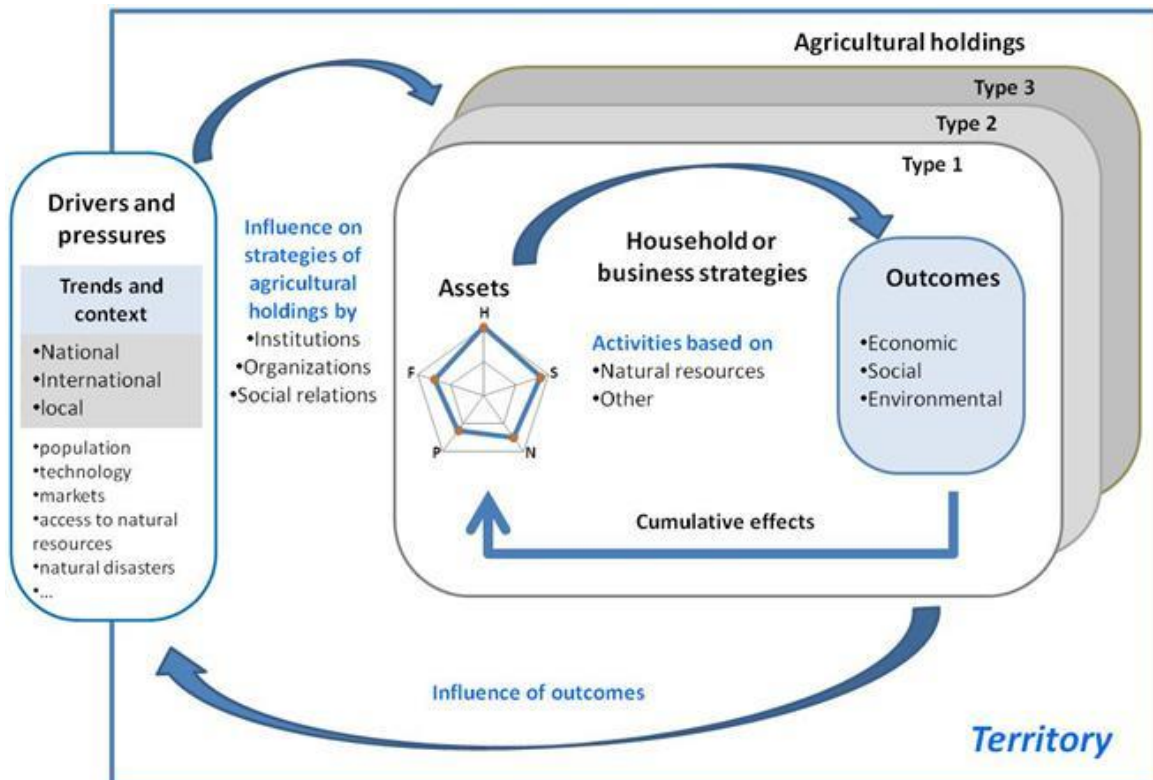 Agricultural holdings
Type 3
Type 2
Type 1
Drivers and
pressures
Trends and
context
•National
•International
•local
•population
•technology
•markets
•access to natural
resources
•natural disasters
•...
Influence on
strategies of
agricultural
holdings by
•Institutions
•Organizations
•Social relations
Assets
H
F
S
P
N
Household or
business strategies
Activities based on
•Natural resources
•Other
Outcomes
•Economic
•Social
•Environmental
Cumulative effects
Influence of outcomes
Territory